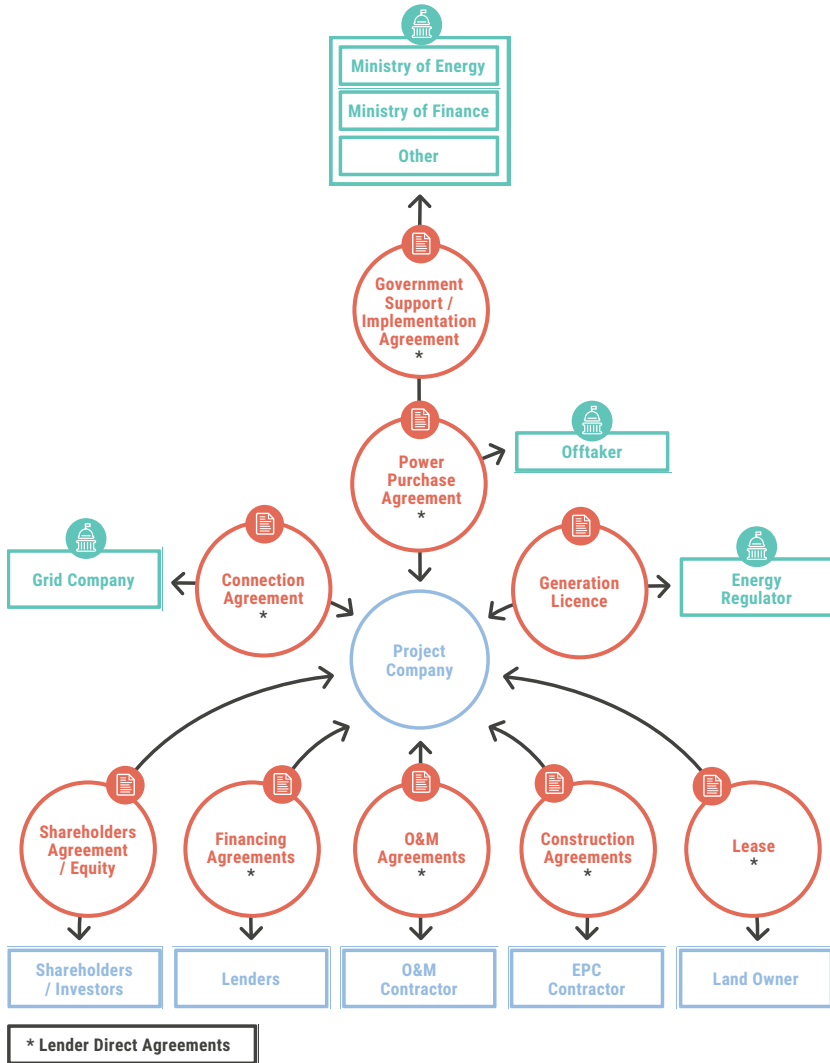 Ministry of Energy
Ministry of Finance
Other
Government
Support /
Implementation
Agreement
*
Power
Purchase
Agreement
*
Offtaker
Grid Company
Connection
Agreement
*
Generation
Licence
Energy
Regulator
Project
Company
Shareholders
Agreement
/ Equity
Financing
Agreements
*
O&M
Agreements
*
Construction
Agreements
*
Lease
*
Shareholders
/ Investors
Lenders
O&M
Contractor
EPC
Contractor
Land Owner
* Lender Direct Agreements